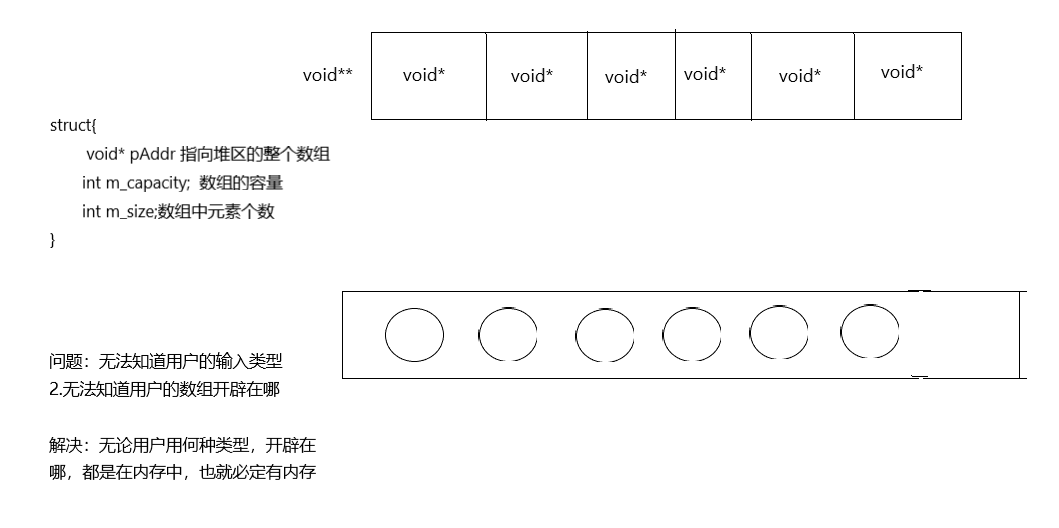 void** void* void* void* void* void* void*
struct{
void* pAddr 指向堆区的整个数组
int m_capacity; 数组的容量
int m_size;数组中元素个数
}
问题：无法知道用户的输入类型
2.无法知道用户的数组开辟在哪
解决：无论用户用何种类型，开辟在
哪，都是在内存中，也就必定有内存